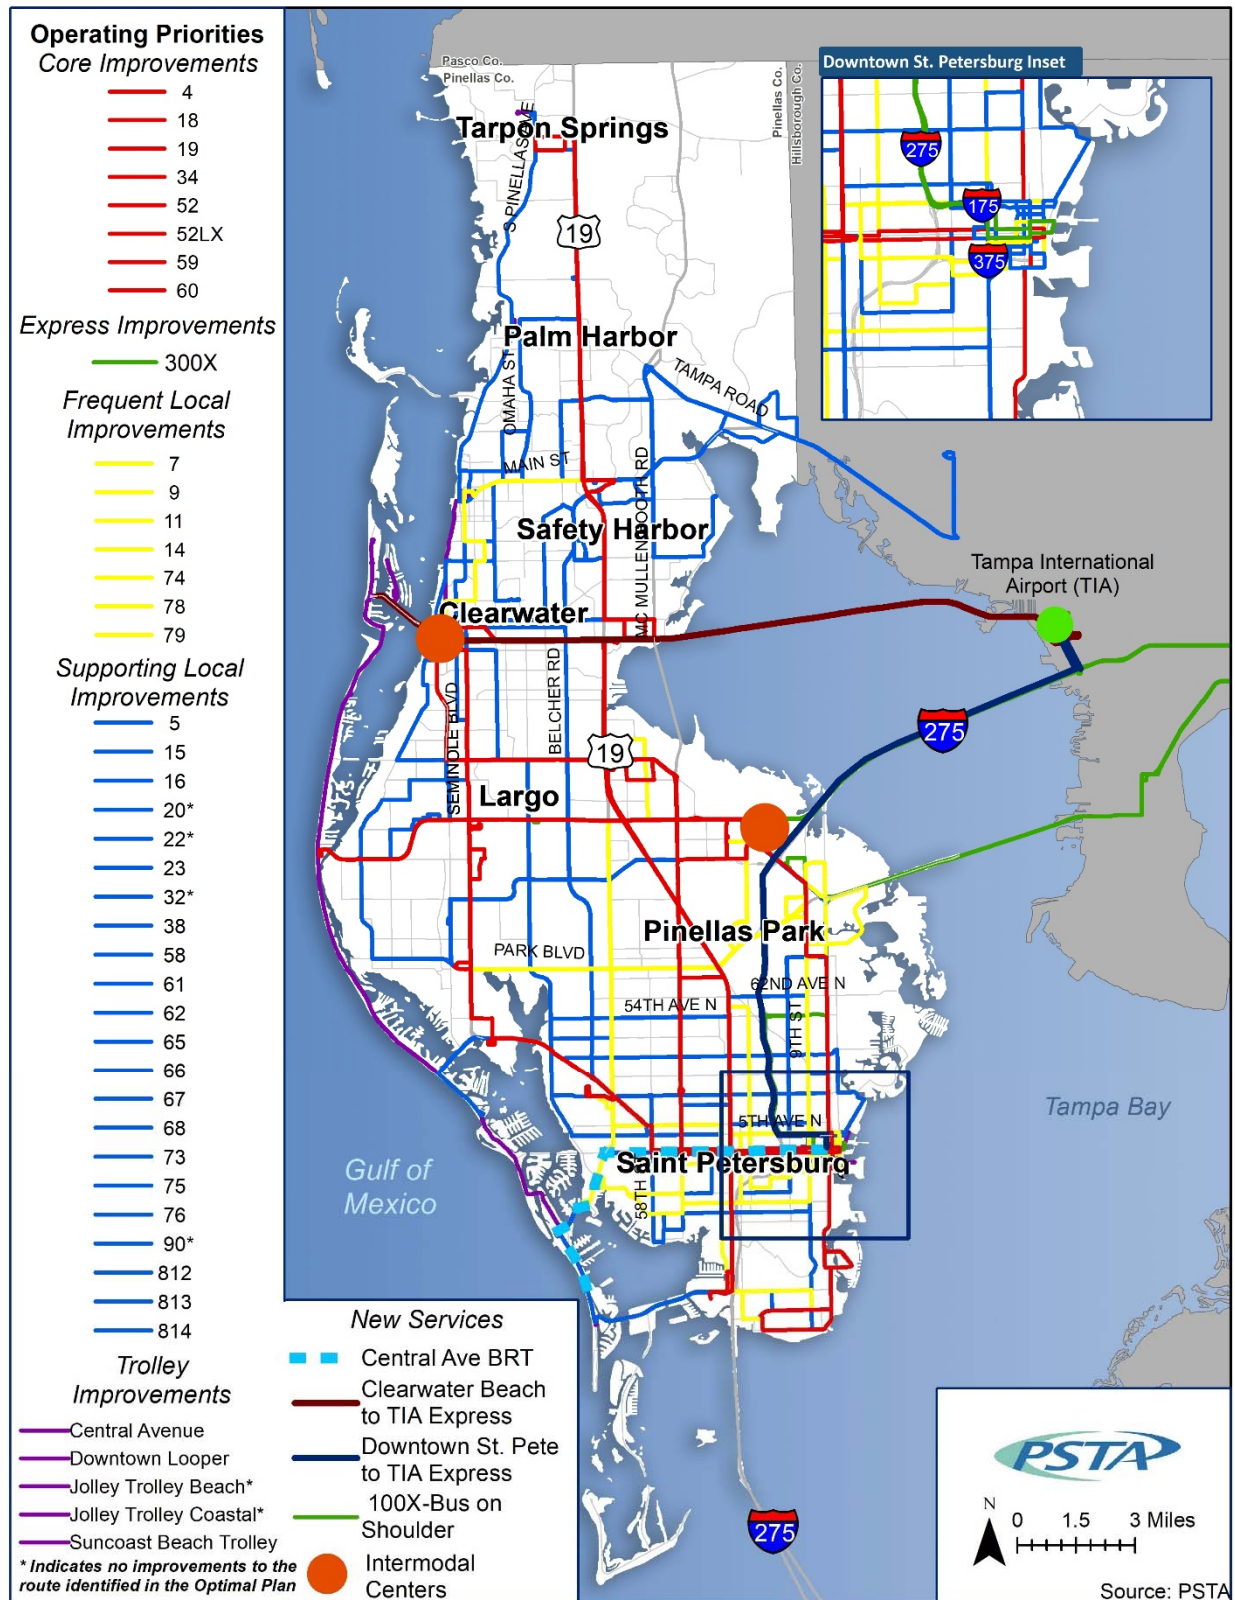 Operating Priorities
Core Improvements
4
18
19
34
52
52LX
59
60
Express Improvements
300X
Frequent Local
Improvements
7
9
11
14
74
78
79
Supporting Local
Improvements
5
15
16
20*
22*
23
32*
38
58
61
62
65
66
67
68
73
75
76
90*
812
813
814
Trolley
Improvements
Central Avenue
Downtown Looper
Jolley Trolley Beach*
Jolley Trolley Coastal*
Suncoast Beach Trolley
* Indicates no improvements to the
route identified in the Optimal Plan
New Services
Central Ave BRT
Clearwater Beach
to TIA Express
Downtown St. Pete
to TIA Express
100X-Bus on
Shoulder
Intermodal
Centers
Pasco Co.
Pinellas Co.
Pinellas Co.
Hillsborough Co.
Tarpon Springs
S PINELLAS AVE
19
Palm Harbor
OMAHA ST
TAMPA ROAD
MAIN ST
MC MULLEN BOOTH RD
Safety Harbor
Clearwater
Tampa International
Airport (TIA)
SEMINOLE BLVD
BELCHER RD
19
275
Largo
Pinellas Park
PARK BLVD
62ND AVE N
54TH AVE N
9TH ST
5TH AVE N
Saint Petersburg
58TH
Gulf of
Mexico
Tampa Bay
275
Downtown St. Petersburg Inset
275
175
375
PSTA
N
0 1.5 3 Miles
Source: PSTA